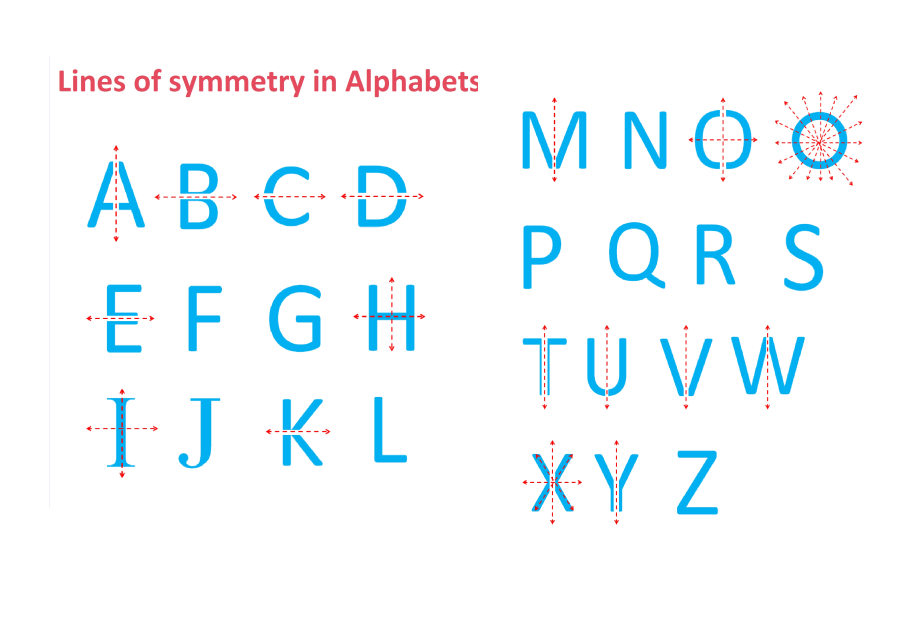 Lines of symmetry in Alphabets
A B C D
E F G H
I J K L
M N O O
P Q R S
T U V W
X Y Z